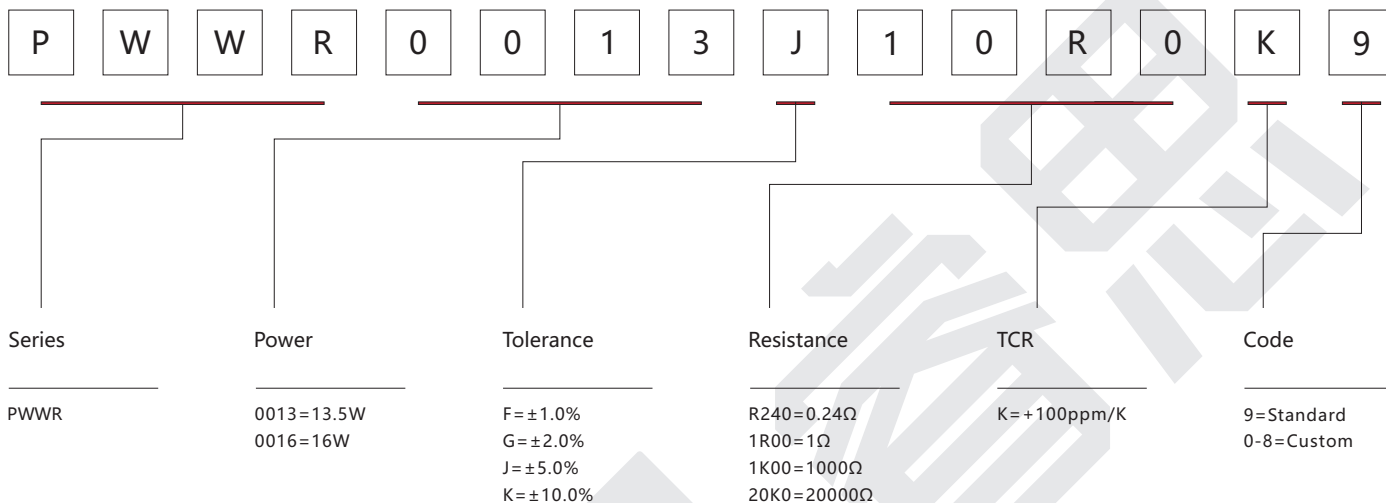 P W W R 0 0 1 3 J 1 0 R 0 K 9
Series Power Tolerance Resistance TCR Code
PWWR 0013=13.5W F=±1.0% R240=0.24Ω K=+100ppm/K 9=Standard
0016=16W G=±2.0% 1R00=1Ω 0-8=Custom
J=±5.0% 1K00=1000Ω
K=±10.0% 20K0=20000Ω